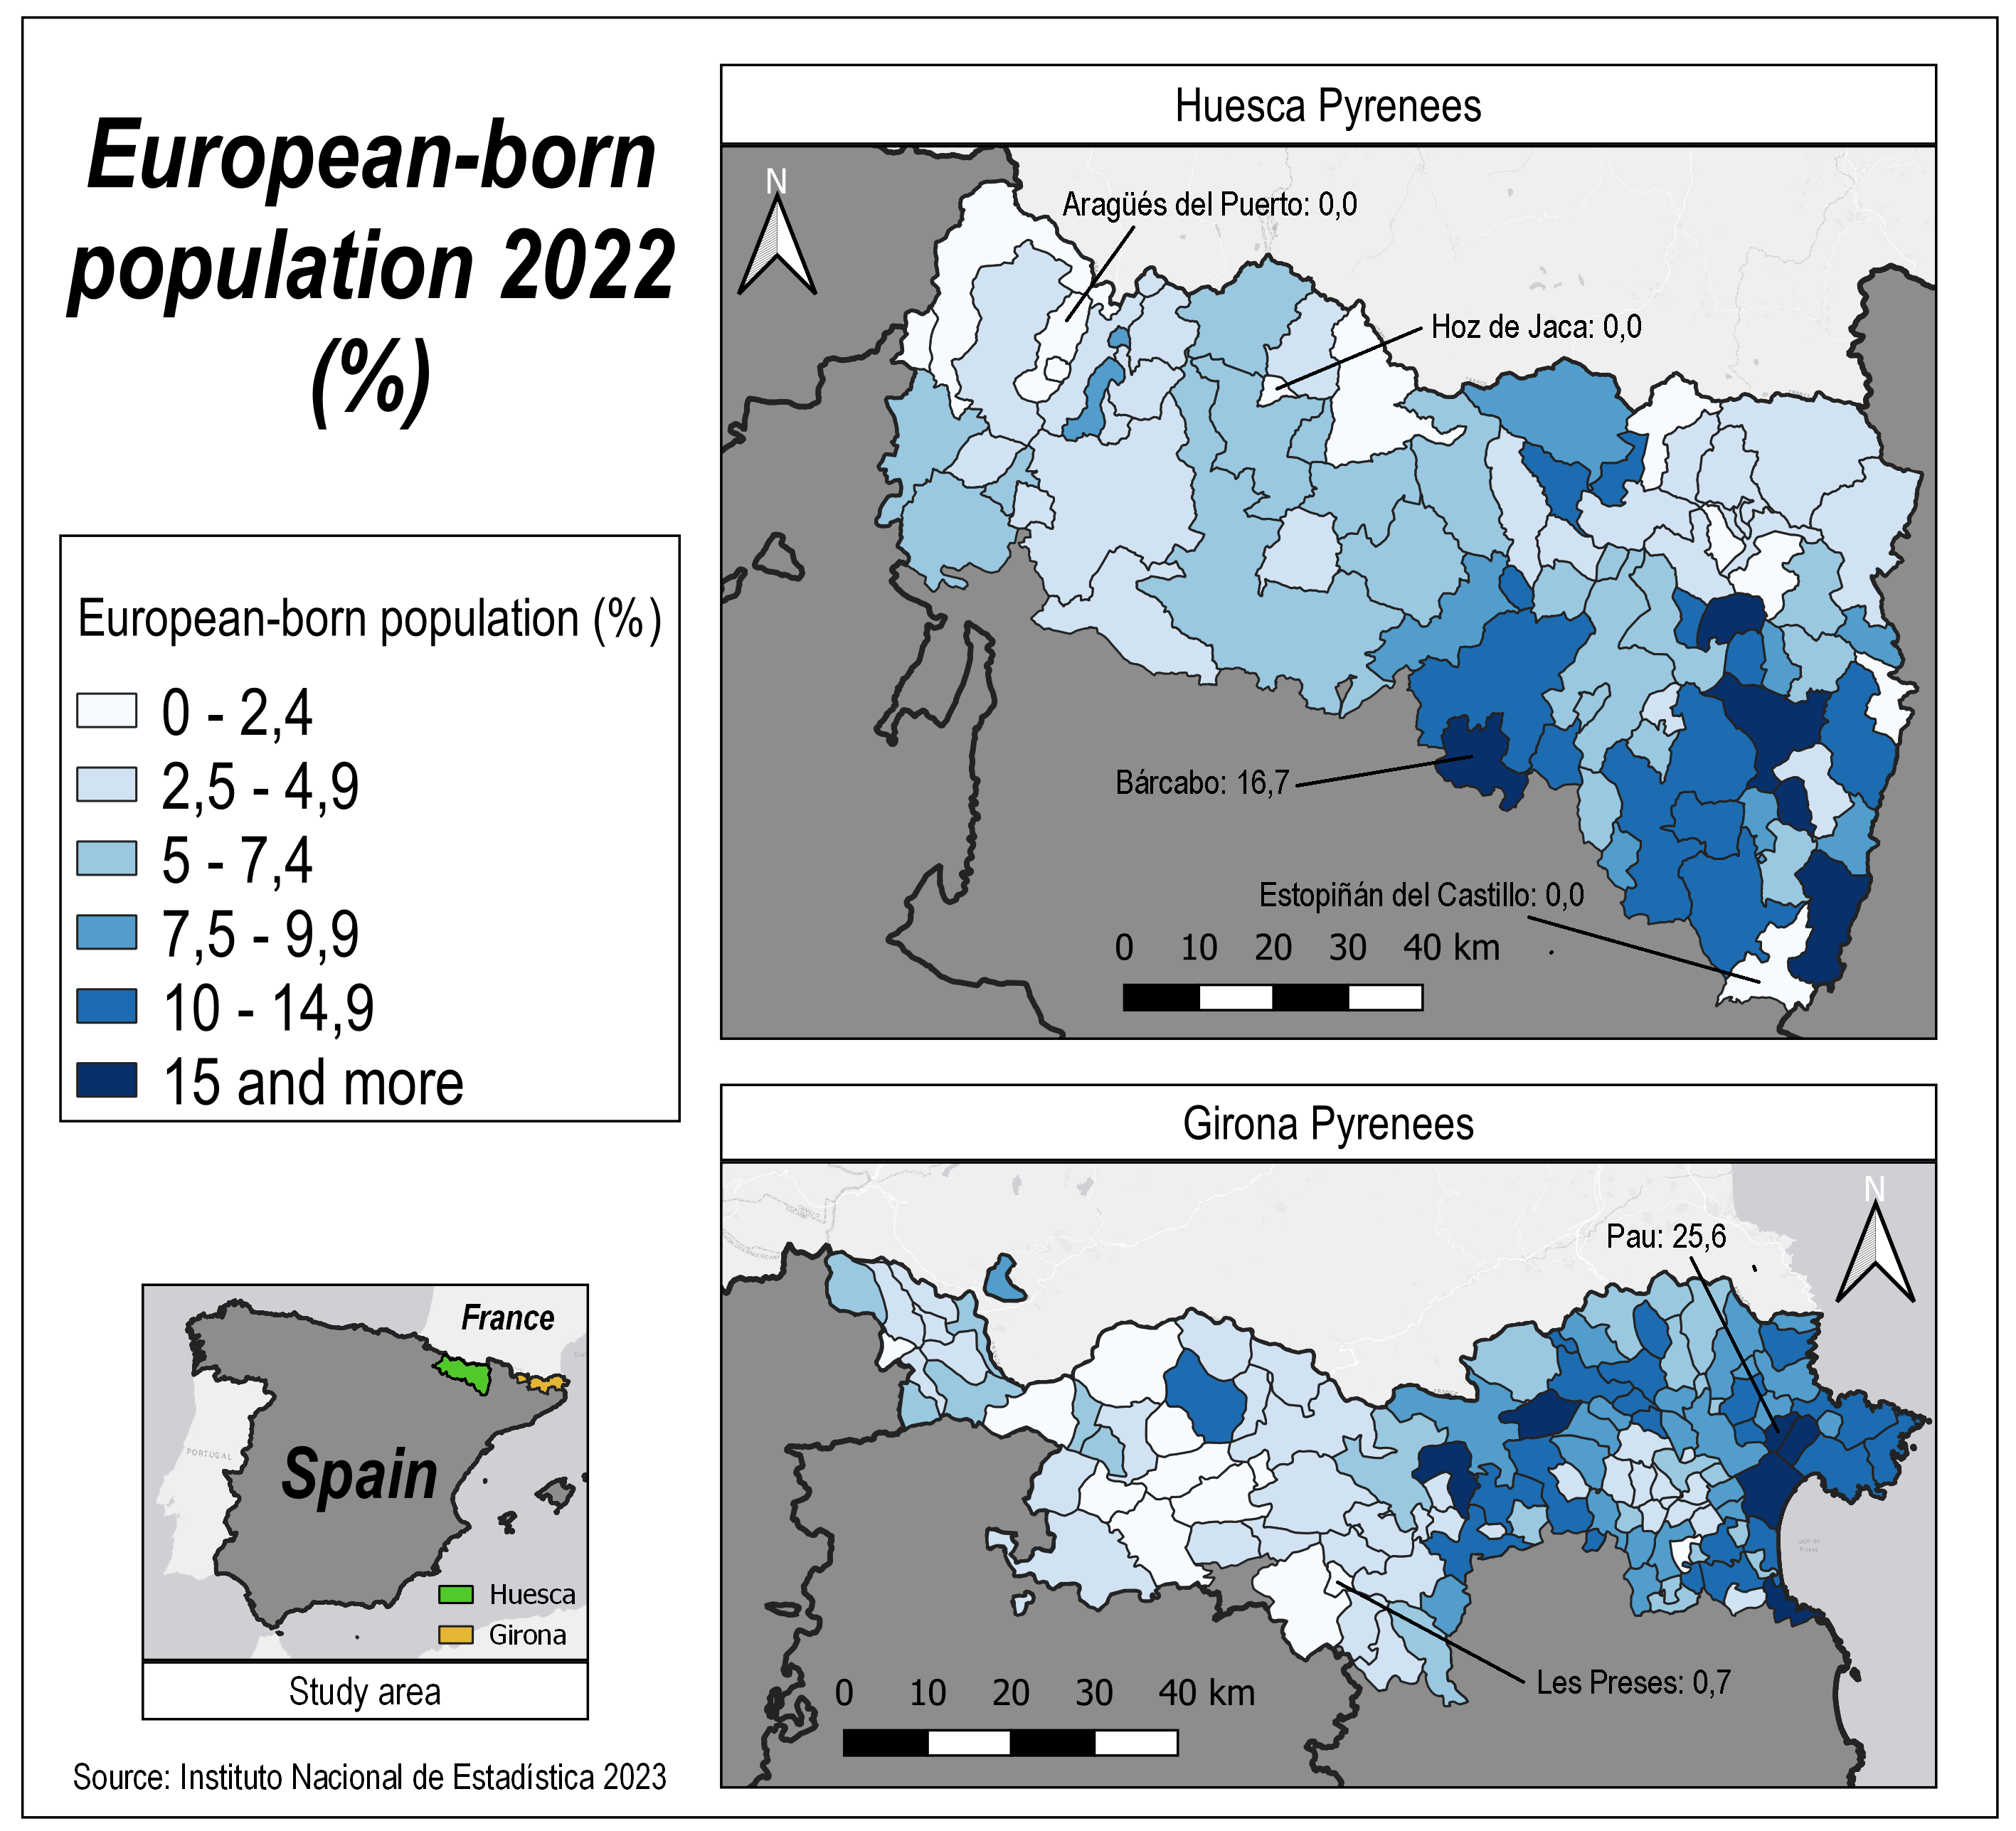 European-born
population 2022
(%)
European-born population (%)
0 - 2,4
2,5 - 4,9
5 - 7,4
7,5 - 9,9
10 - 14,9
15 and more
France
PORTUGAL
Spain
Huesca
Girona
Study area
Source: Instituto Nacional de Estadística 2023
Huesca Pyrenees
N
Aragüés del Puerto: 0,0
Hoz de Jaca: 0,0
Bárcabo: 16,7
Estopiñán del Castillo: 0,0
0 10 20 30 40 km
Girona Pyrenees
N
Pau: 25,6
Les Preses: 0,7
0 10 20 30 40 km